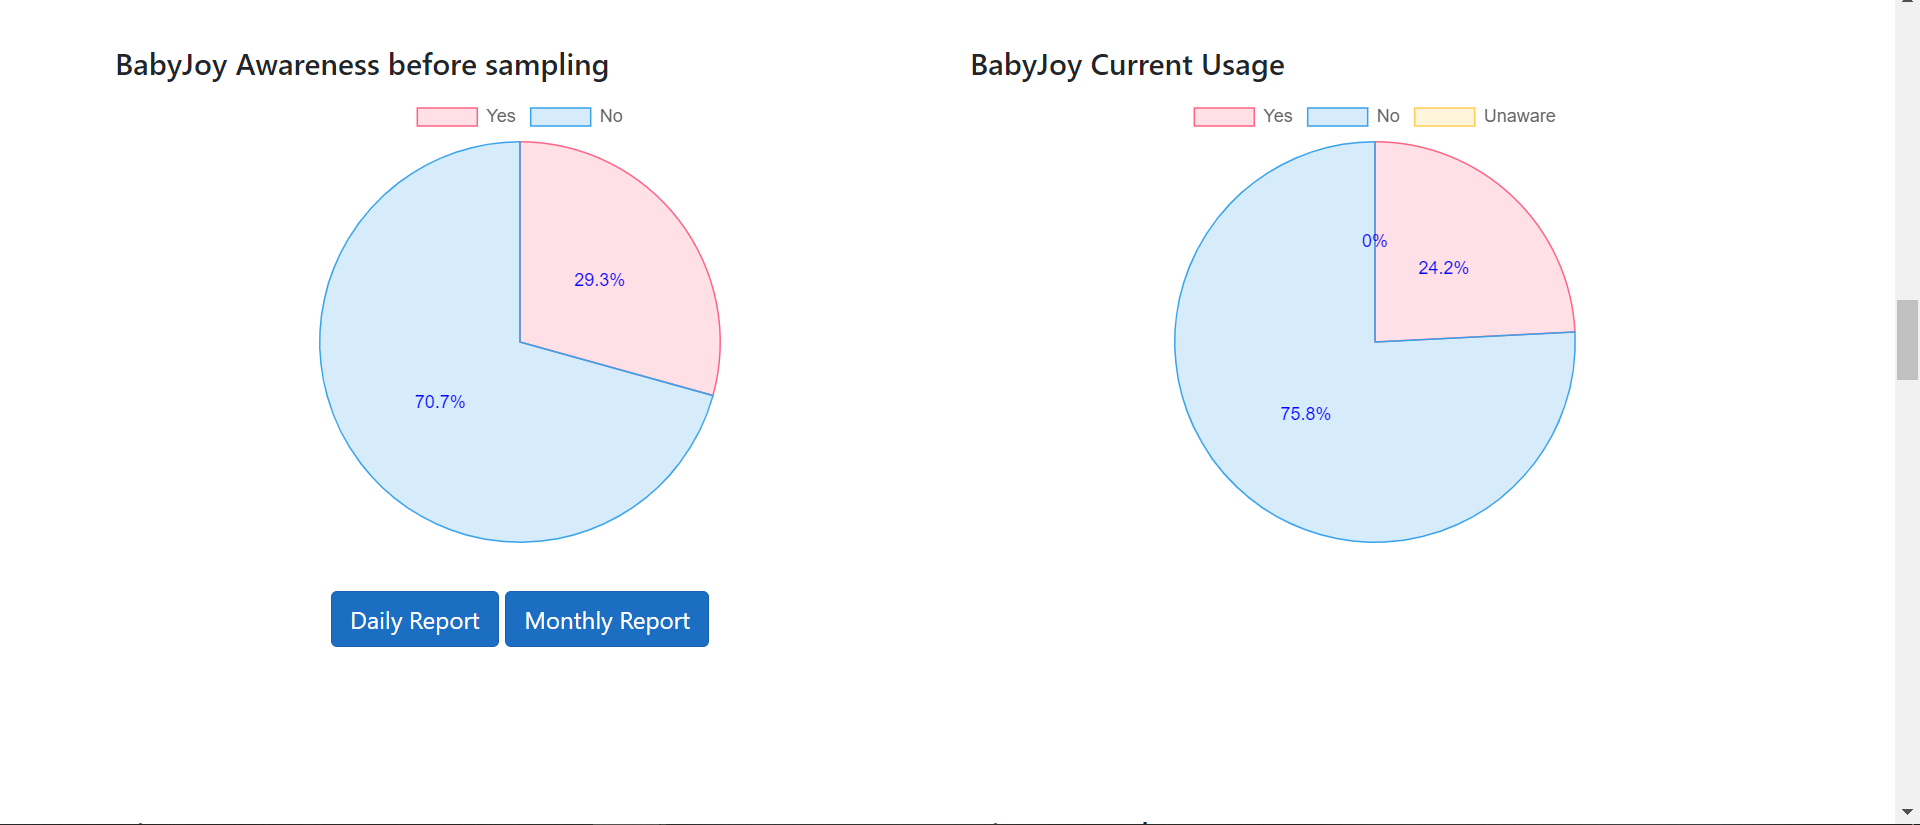 BabyJoy Awareness before sampling
Yes No
29.3%
70.7%
Daily Report Monthly Report
BabyJoy Current Usage
Yes No Unaware
0%
24.2%
75.8%